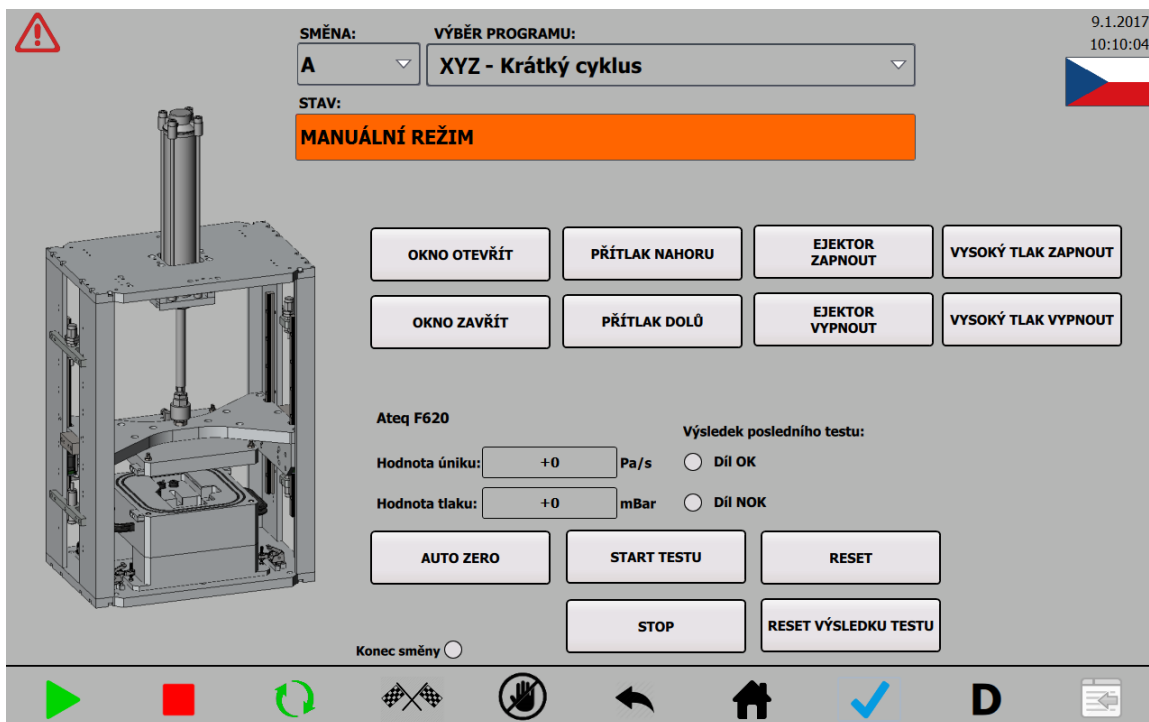 9.1.2017
10:10:04
SMĚNA:
VÝBĚR PROGRAMU:
A
XYZ - Krátký cyklus
STAV:
MANUÁLNÍ REŽIM
OKNO OTEVŘÍT
PŘÍTLAK NAHORU
EJEKTOR
ZAPNOUT
VYSOKÝ TLAK ZAPNOUT
OKNO ZAVŘÍT
PŘÍTLAK DOLŮ
EJEKTOR
VYPNOUT
VYSOKÝ TLAK VYPNOUT
Ateq F620
Výsledek posledního testu:
Hodnota úniku: +0 Pa/s
Díl OK
Hodnota tlaku: +0 mBar
Díl NOK
AUTO ZERO
START TESTU
RESET
STOP
RESET VÝSLEDKU TESTU
Konec směny
D